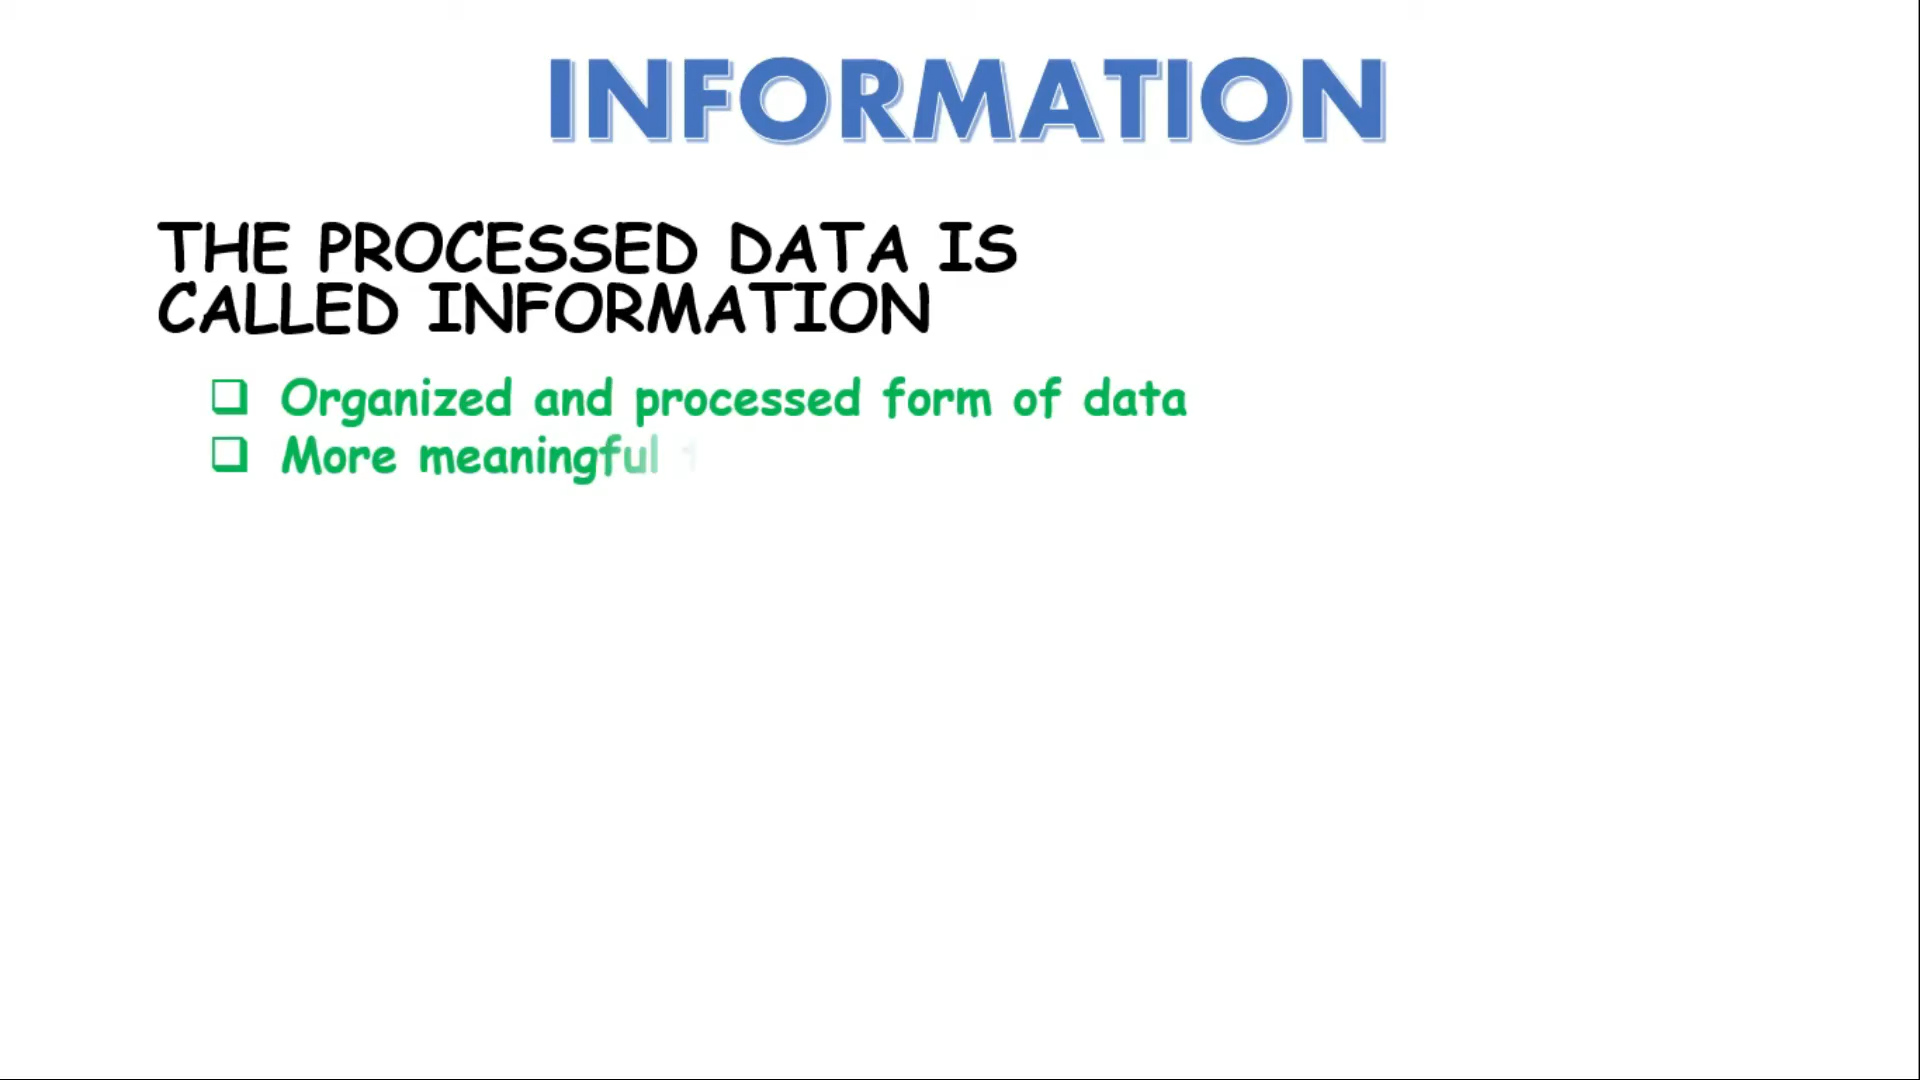 INFORMATION
THE PROCESSED DATA IS
CALLED INFORMATION
❑ Organized and processed form of data
❑ More meaningful